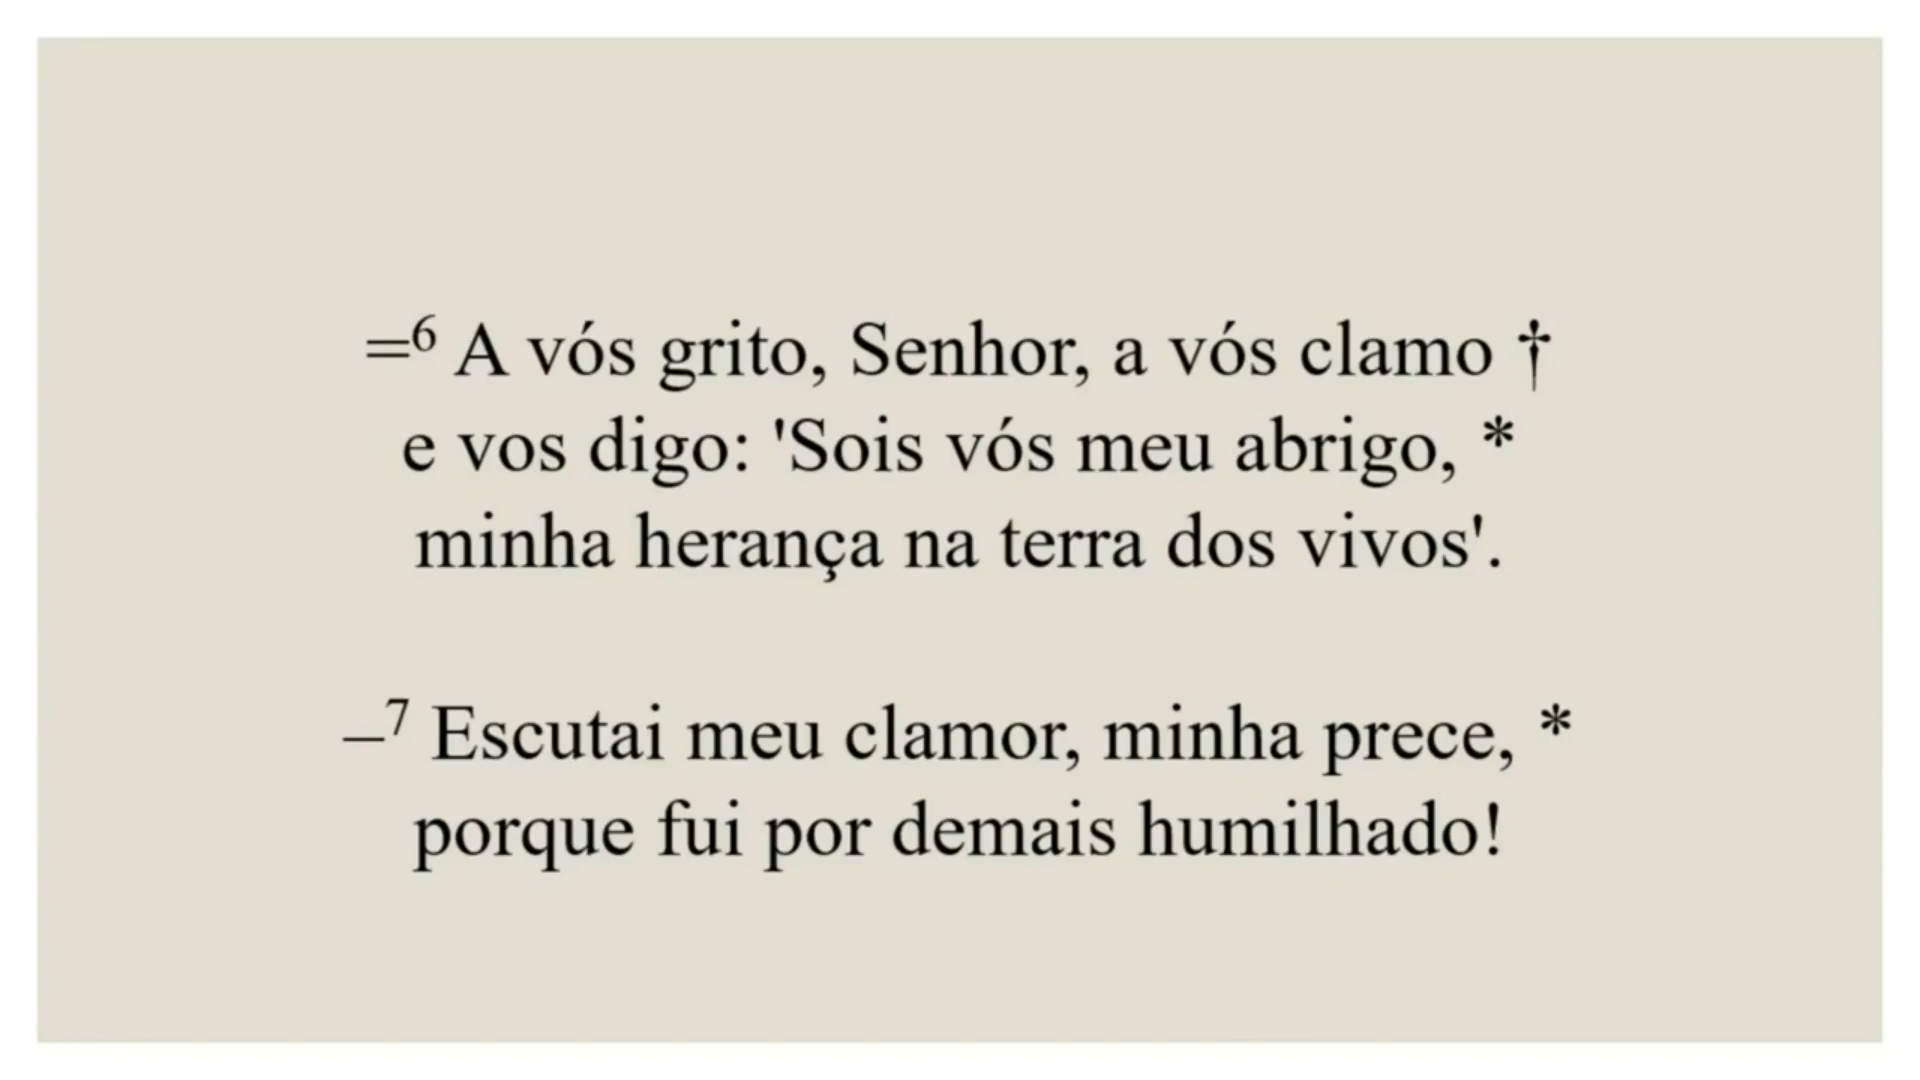 =⁶ A vós grito, Senhor, a vós clamo †
e vos digo: 'Sois vós meu abrigo, *
minha herança na terra dos vivos'.
–⁷ Escutai meu clamor, minha prece, *
porque fui por demais humilhado!